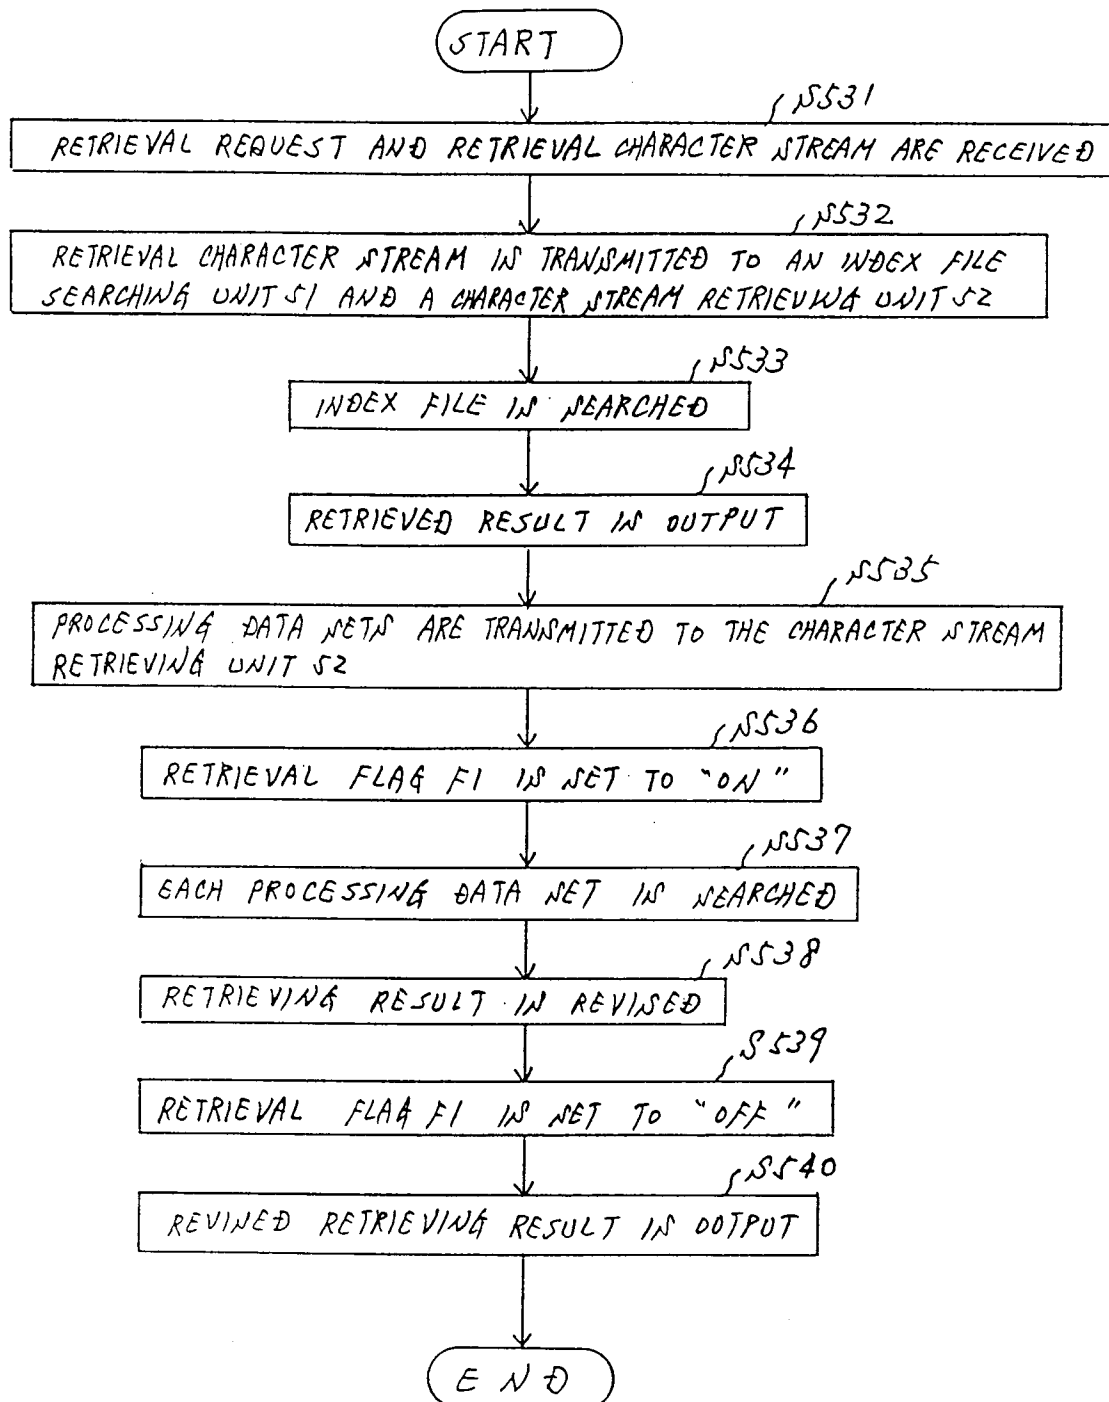 START
S531
RETRIEVAL REQUEST AND RETRIEVAL CHARACTER STREAM ARE RECEIVED
S532
RETRIEVAL CHARACTER STREAM IS TRANSMITTED TO AN INDEX FILE
SEARCHING UNIT 51 AND A CHARACTER STREAM RETRIEVING UNIT 52
S533
INDEX FILE IS SEARCHED
S534
RETRIEVED RESULT IS OUTPUT
S535
PROCESSING DATA SETS ARE TRANSMITTED TO THE CHARACTER STREAM
RETRIEVING UNIT 52
S536
RETRIEVAL FLAG F1 IS SET TO "ON"
S537
EACH PROCESSING DATA SET IS SEARCHED
S538
RETRIEVING RESULT IS REVISED
S539
RETRIEVAL FLAG F1 IS SET TO "OFF"
S540
REVISED RETRIEVING RESULT IS OUTPUT
END